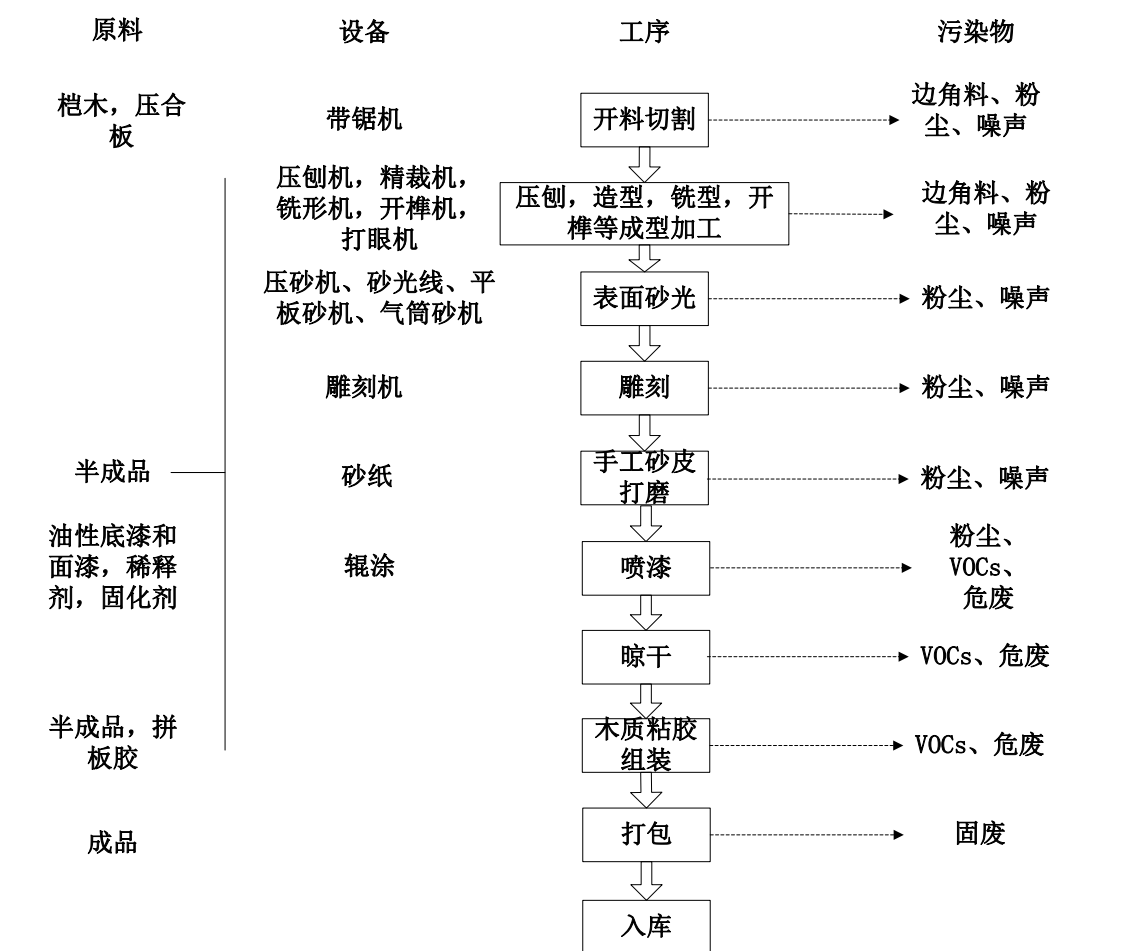 原料 设备 工序 污染物
桤木，压合
板
带锯机
开料切割
边角料、粉
尘、噪声
压刨机，精裁机，
铣形机，开榫机，
打眼机
压刨，造型，铣型，开
榫等成型加工
边角料、粉
尘、噪声
压砂机、砂光线、平
板砂机、气筒砂机
表面砂光
粉尘、噪声
雕刻机
雕刻
粉尘、噪声
半成品
砂纸
手工砂皮
打磨
粉尘、噪声
油性底漆和
面漆，稀释
剂，固化剂
辊涂
喷漆
粉尘、
VOCs、
危废
晾干
VOCs、危废
半成品，拼
板胶
木质粘胶
组装
VOCs、危废
成品
打包
固废
入库